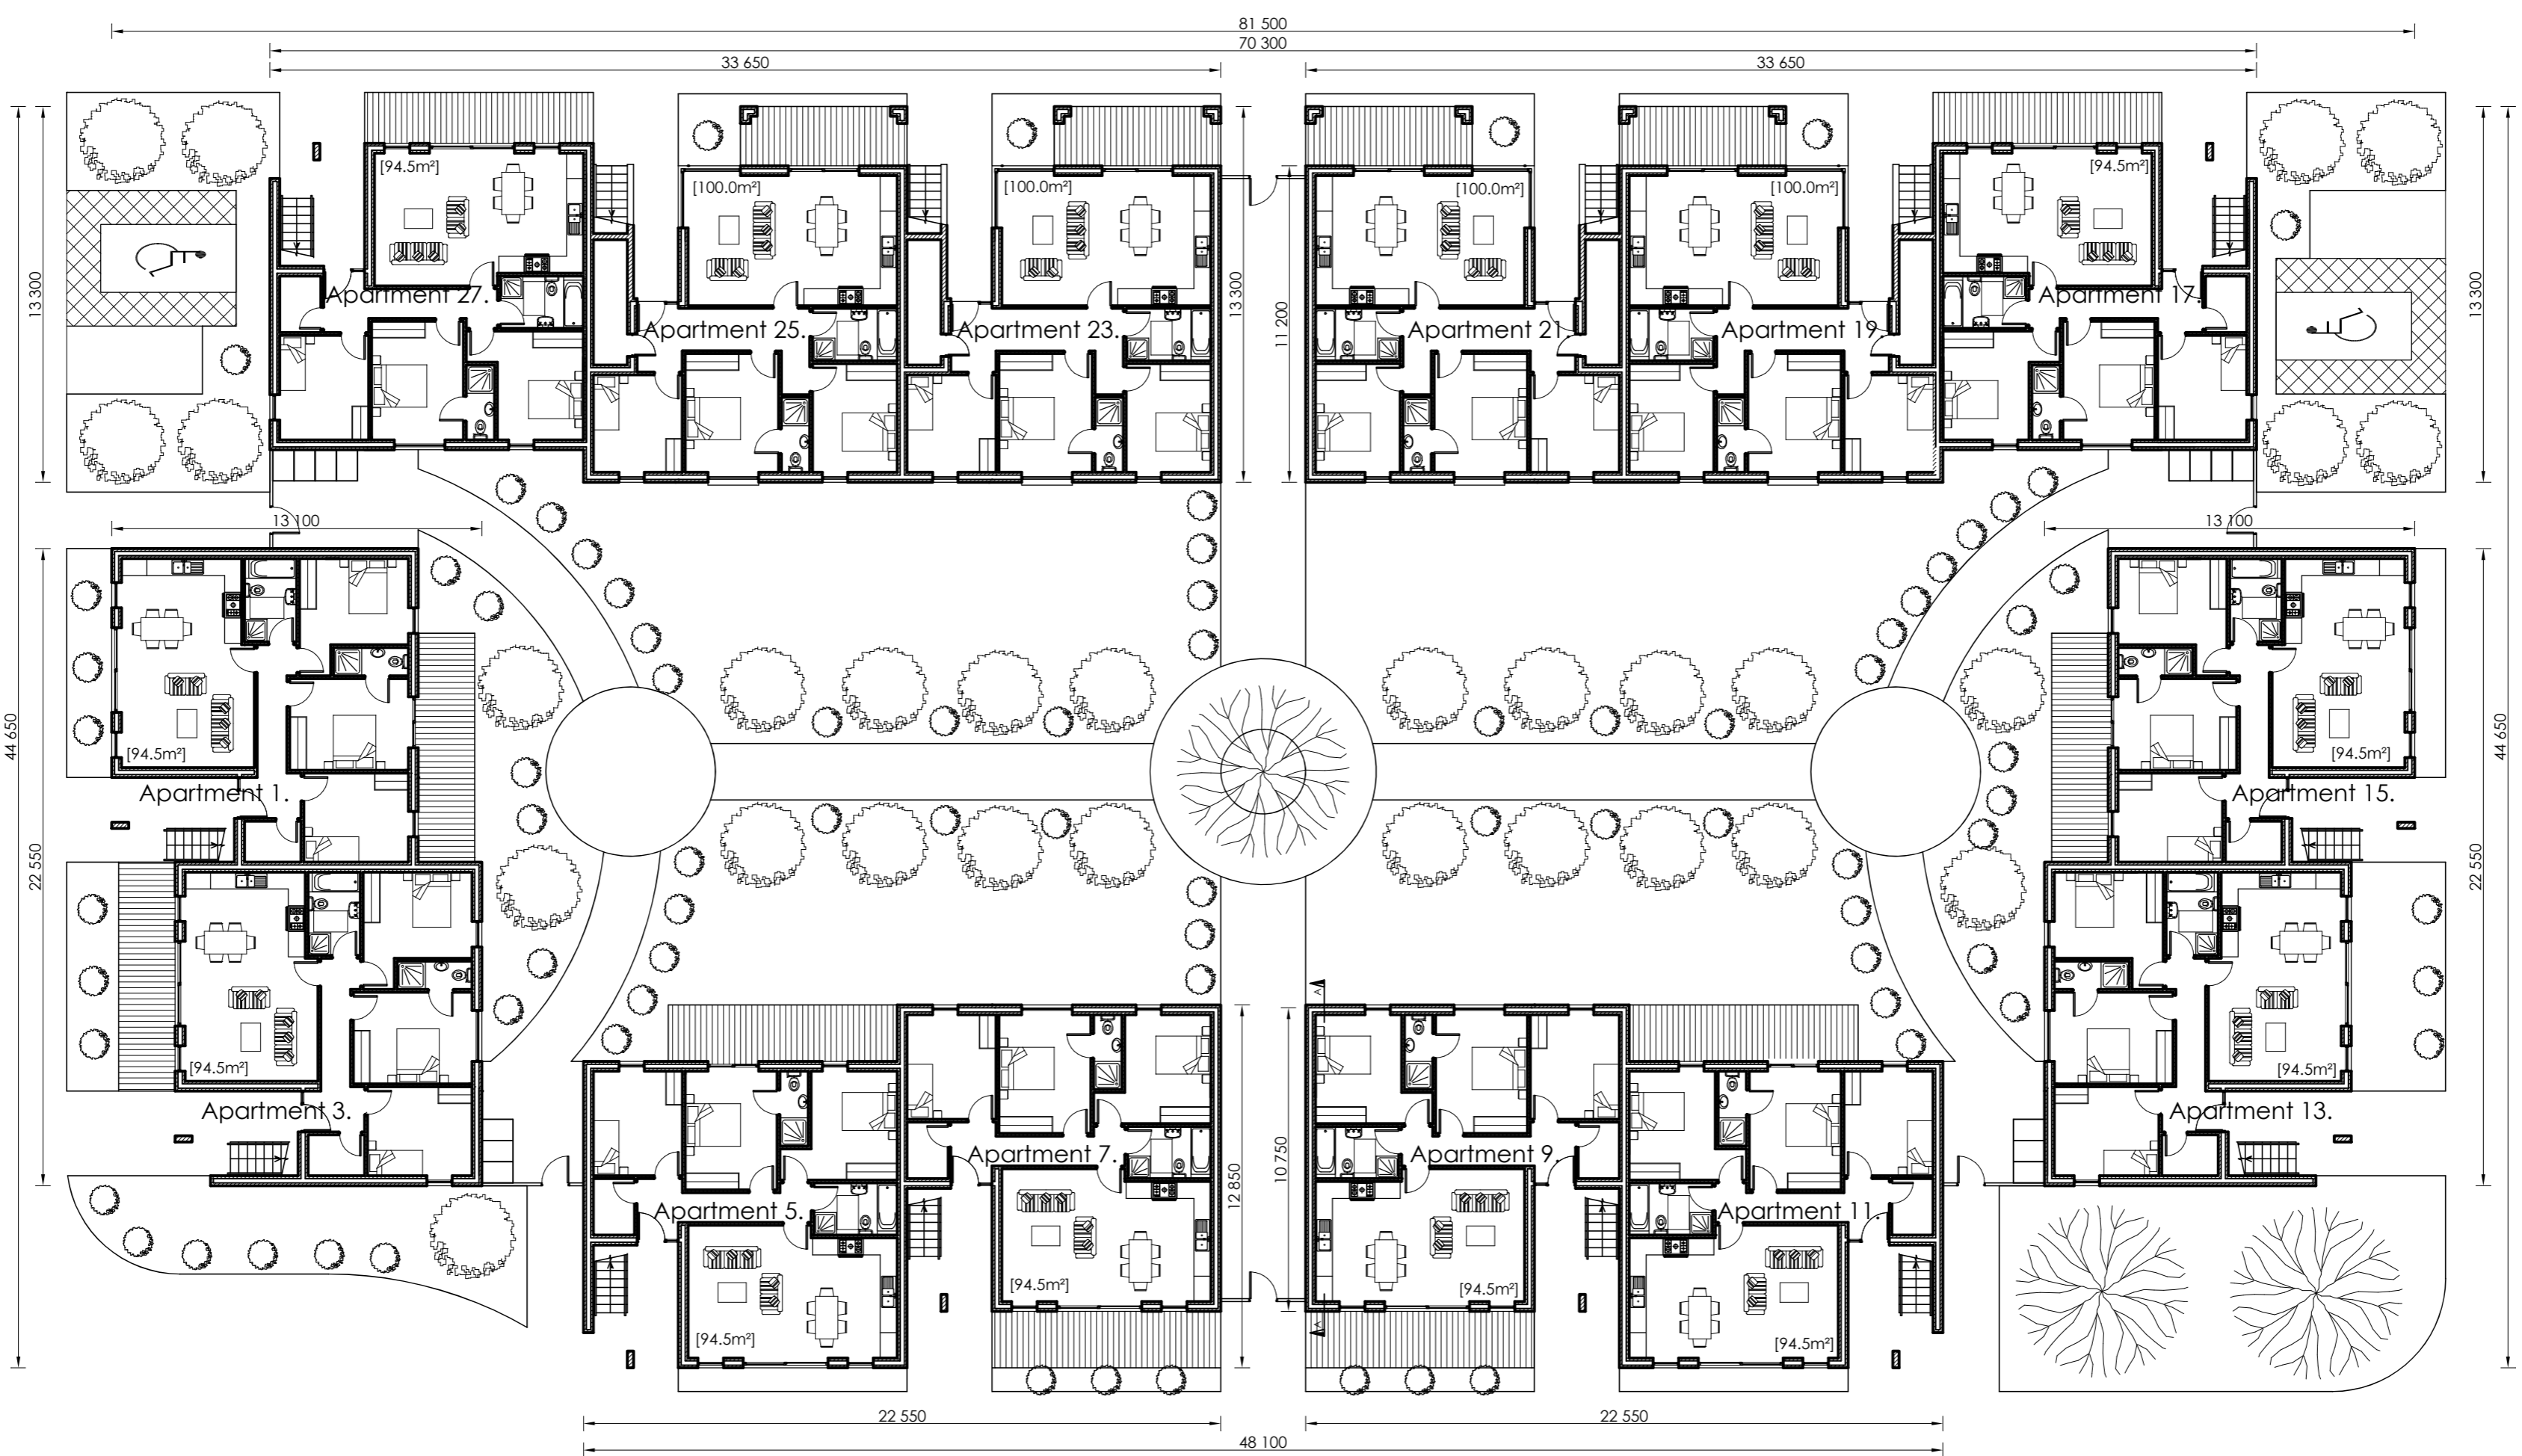 81 500
70 300
33 650
33 650
[94.5m²]
[100.0m²]
[100.0m²]
[100.0m²]
[100.0m²]
[94.5m²]
13 300
Apartment 27.
Apartment 25.
Apartment 23.
13 300
11 200
Apartment 21.
Apartment 19.
Apartment 17.
13 300
13 100
13 100
44 650
22 550
[94.5m²]
Apartment 1.
[94.5m²]
Apartment 15.
44 650
22 550
[94.5m²]
Apartment 3.
[94.5m²]
Apartment 13.
A
Apartment 7.
Apartment 9.
Apartment 5.
Apartment 11.
12 850
10 750
[94.5m²]
[94.5m²]
[94.5m²]
[94.5m²]
A
22 550
22 550
48 100